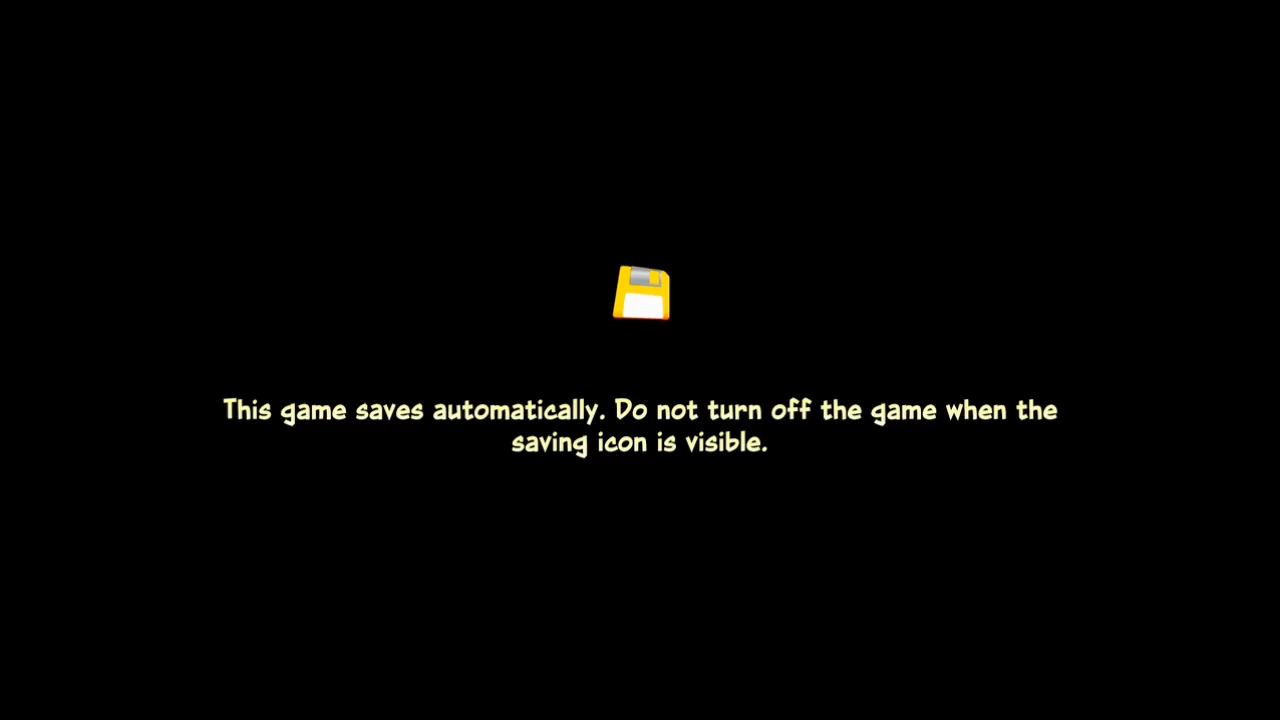 This game saves automatically. Do not turn off the game when the
saving icon is visible.